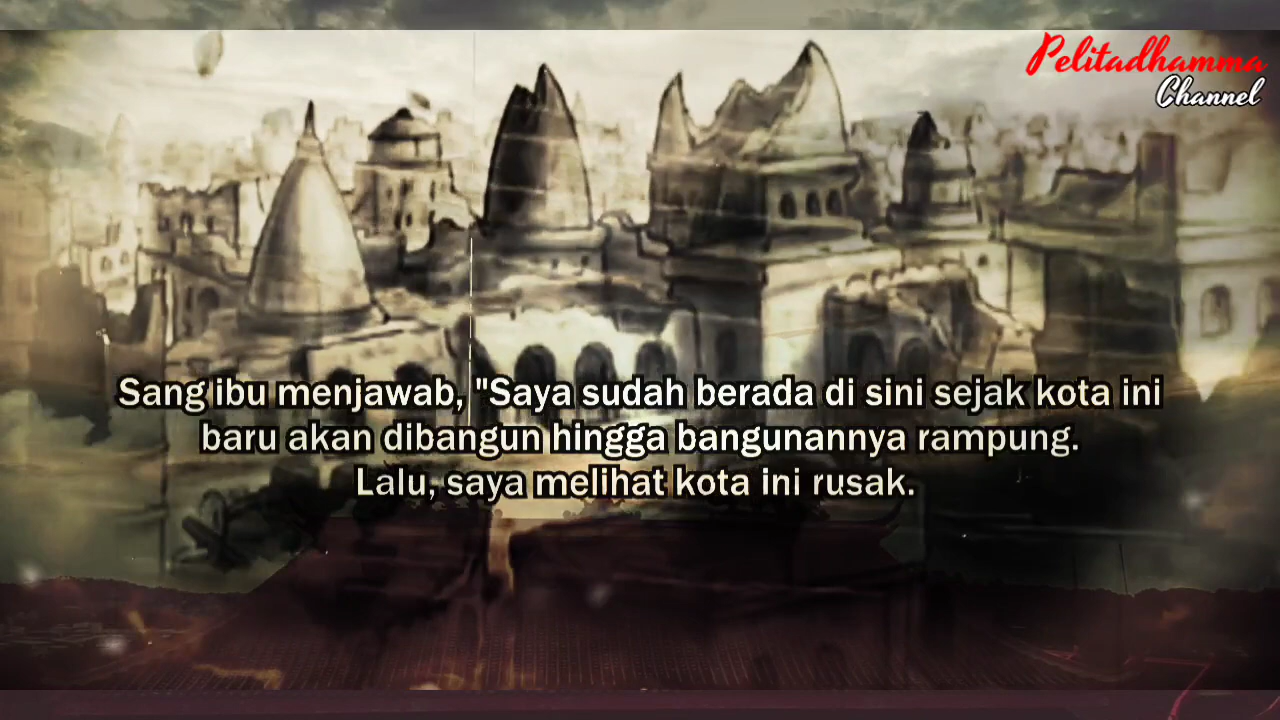 Pelitadhamma
Channel
Sang ibu menjawab, "Saya sudah berada di sini sejak kota ini
baru akan dibangun hingga bangunannya rampung.
Lalu, saya melihat kota ini rusak.